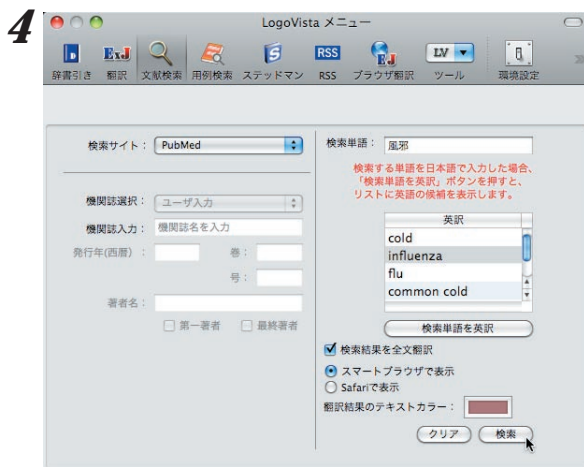 4
LogoVista メニュー
辞書引き 翻訳 文献検索 用例検索 ステッドマン RSS ブラウザ翻訳 ツール 環境設定
ExJ S RSS EJ LV
検索サイト： PubMed
検索単語： 風邪
検索する単語を日本語で入力した場合、
「検索単語を英訳」ボタンを押すと、
リストに英語の候補を表示します。
機関誌選択： ユーザ入力
機関誌入力： 機関誌名を入力
発行年(西暦)： 巻：
号：
著者名：
第一著者 最終著者
英訳
cold
influenza
flu
common cold
検索単語を英訳
検索結果を全文翻訳
スマートブラウザで表示
Safariで表示
翻訳結果のテキストカラー：
クリア 検索